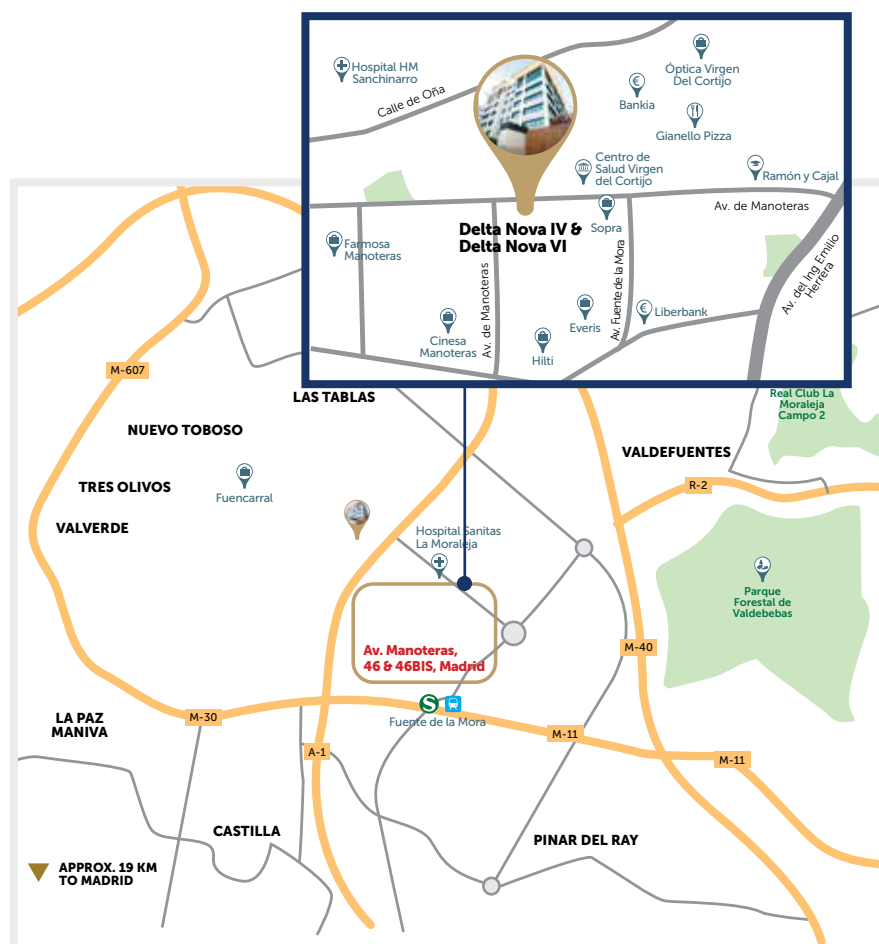 Hospital HM
Sanchinarro
Calle de Oña
Óptica Virgen
Del Cortijo
Bankia
Gianello Pizza
Centro de
Salud Virgen
del Cortijo
Ramón y Cajal
Av. de Manoteras
Sopra
Delta Nova IV &
Delta Nova VI
Farmosa
Manoteras
Av. de Manoteras
Av. Fuente de la Mora
Av. del Ing Emilio
Herrera
Cinesa
Manoteras
Everis
Liberbank
Hilti
M-607
LAS TABLAS
Real Club La
Moraleja
Campo 2
NUEVO TOBOSO
VALDEFUENTES
TRES OLIVOS
Fuencarral
R-2
VALVERDE
Hospital Sanitas
La Moraleja
Parque
Forestal de
Valdebebas
Av. Manoteras,
46 & 46BIS, Madrid
M-40
S
Fuente de la Mora
LA PAZ
MANIVA
M-30
M-11
A-1
M-11
CASTILLA
PINAR DEL RAY
APPROX. 19 KM
TO MADRID